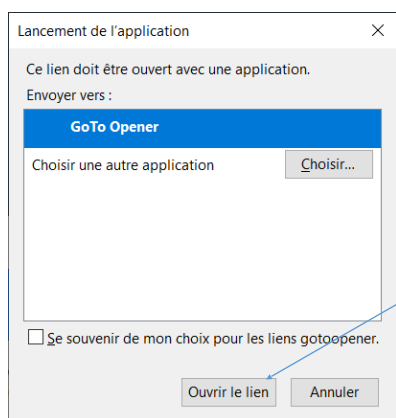 Lancement de l'application
Ce lien doit être ouvert avec une application.
Envoyer vers :
GoTo Opener
Choisir une autre application Choisir...
Se souvenir de mon choix pour les liens gotoopener.
Ouvrir le lien Annuler